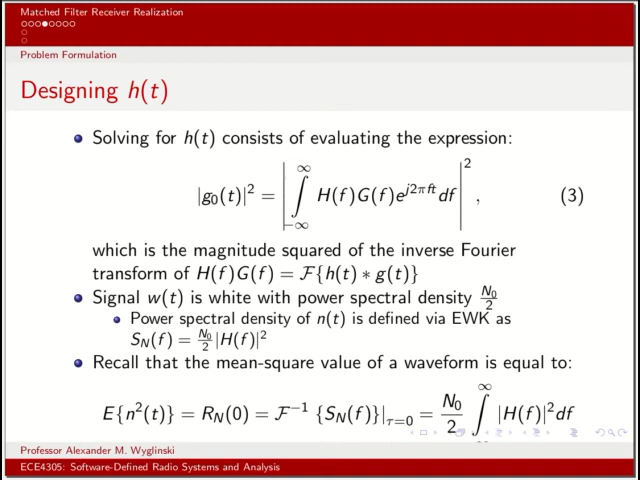 Matched Filter Receiver Realization
Problem Formulation
Designing h(t)
Solving for h(t) consists of evaluating the expression:
|g₀(t)|² = |∫_{−∞}^{∞} H(f)G(f)e^{j2πft}df|², (3)
which is the magnitude squared of the inverse Fourier
transform of H(f)G(f) = F{h(t) ∗ g(t)}
Signal w(t) is white with power spectral density N₀/2
Power spectral density of n(t) is defined via EWK as
S_N(f) = N₀/2 |H(f)|²
Recall that the mean-square value of a waveform is equal to:
E{n²(t)} = R_N(0) = F⁻¹ {S_N(f)}|_{τ=0} = N₀/2 ∫^{∞} |H(f)|²df
Professor Alexander M. Wyglinski
ECE4305: Software-Defined Radio Systems and Analysis